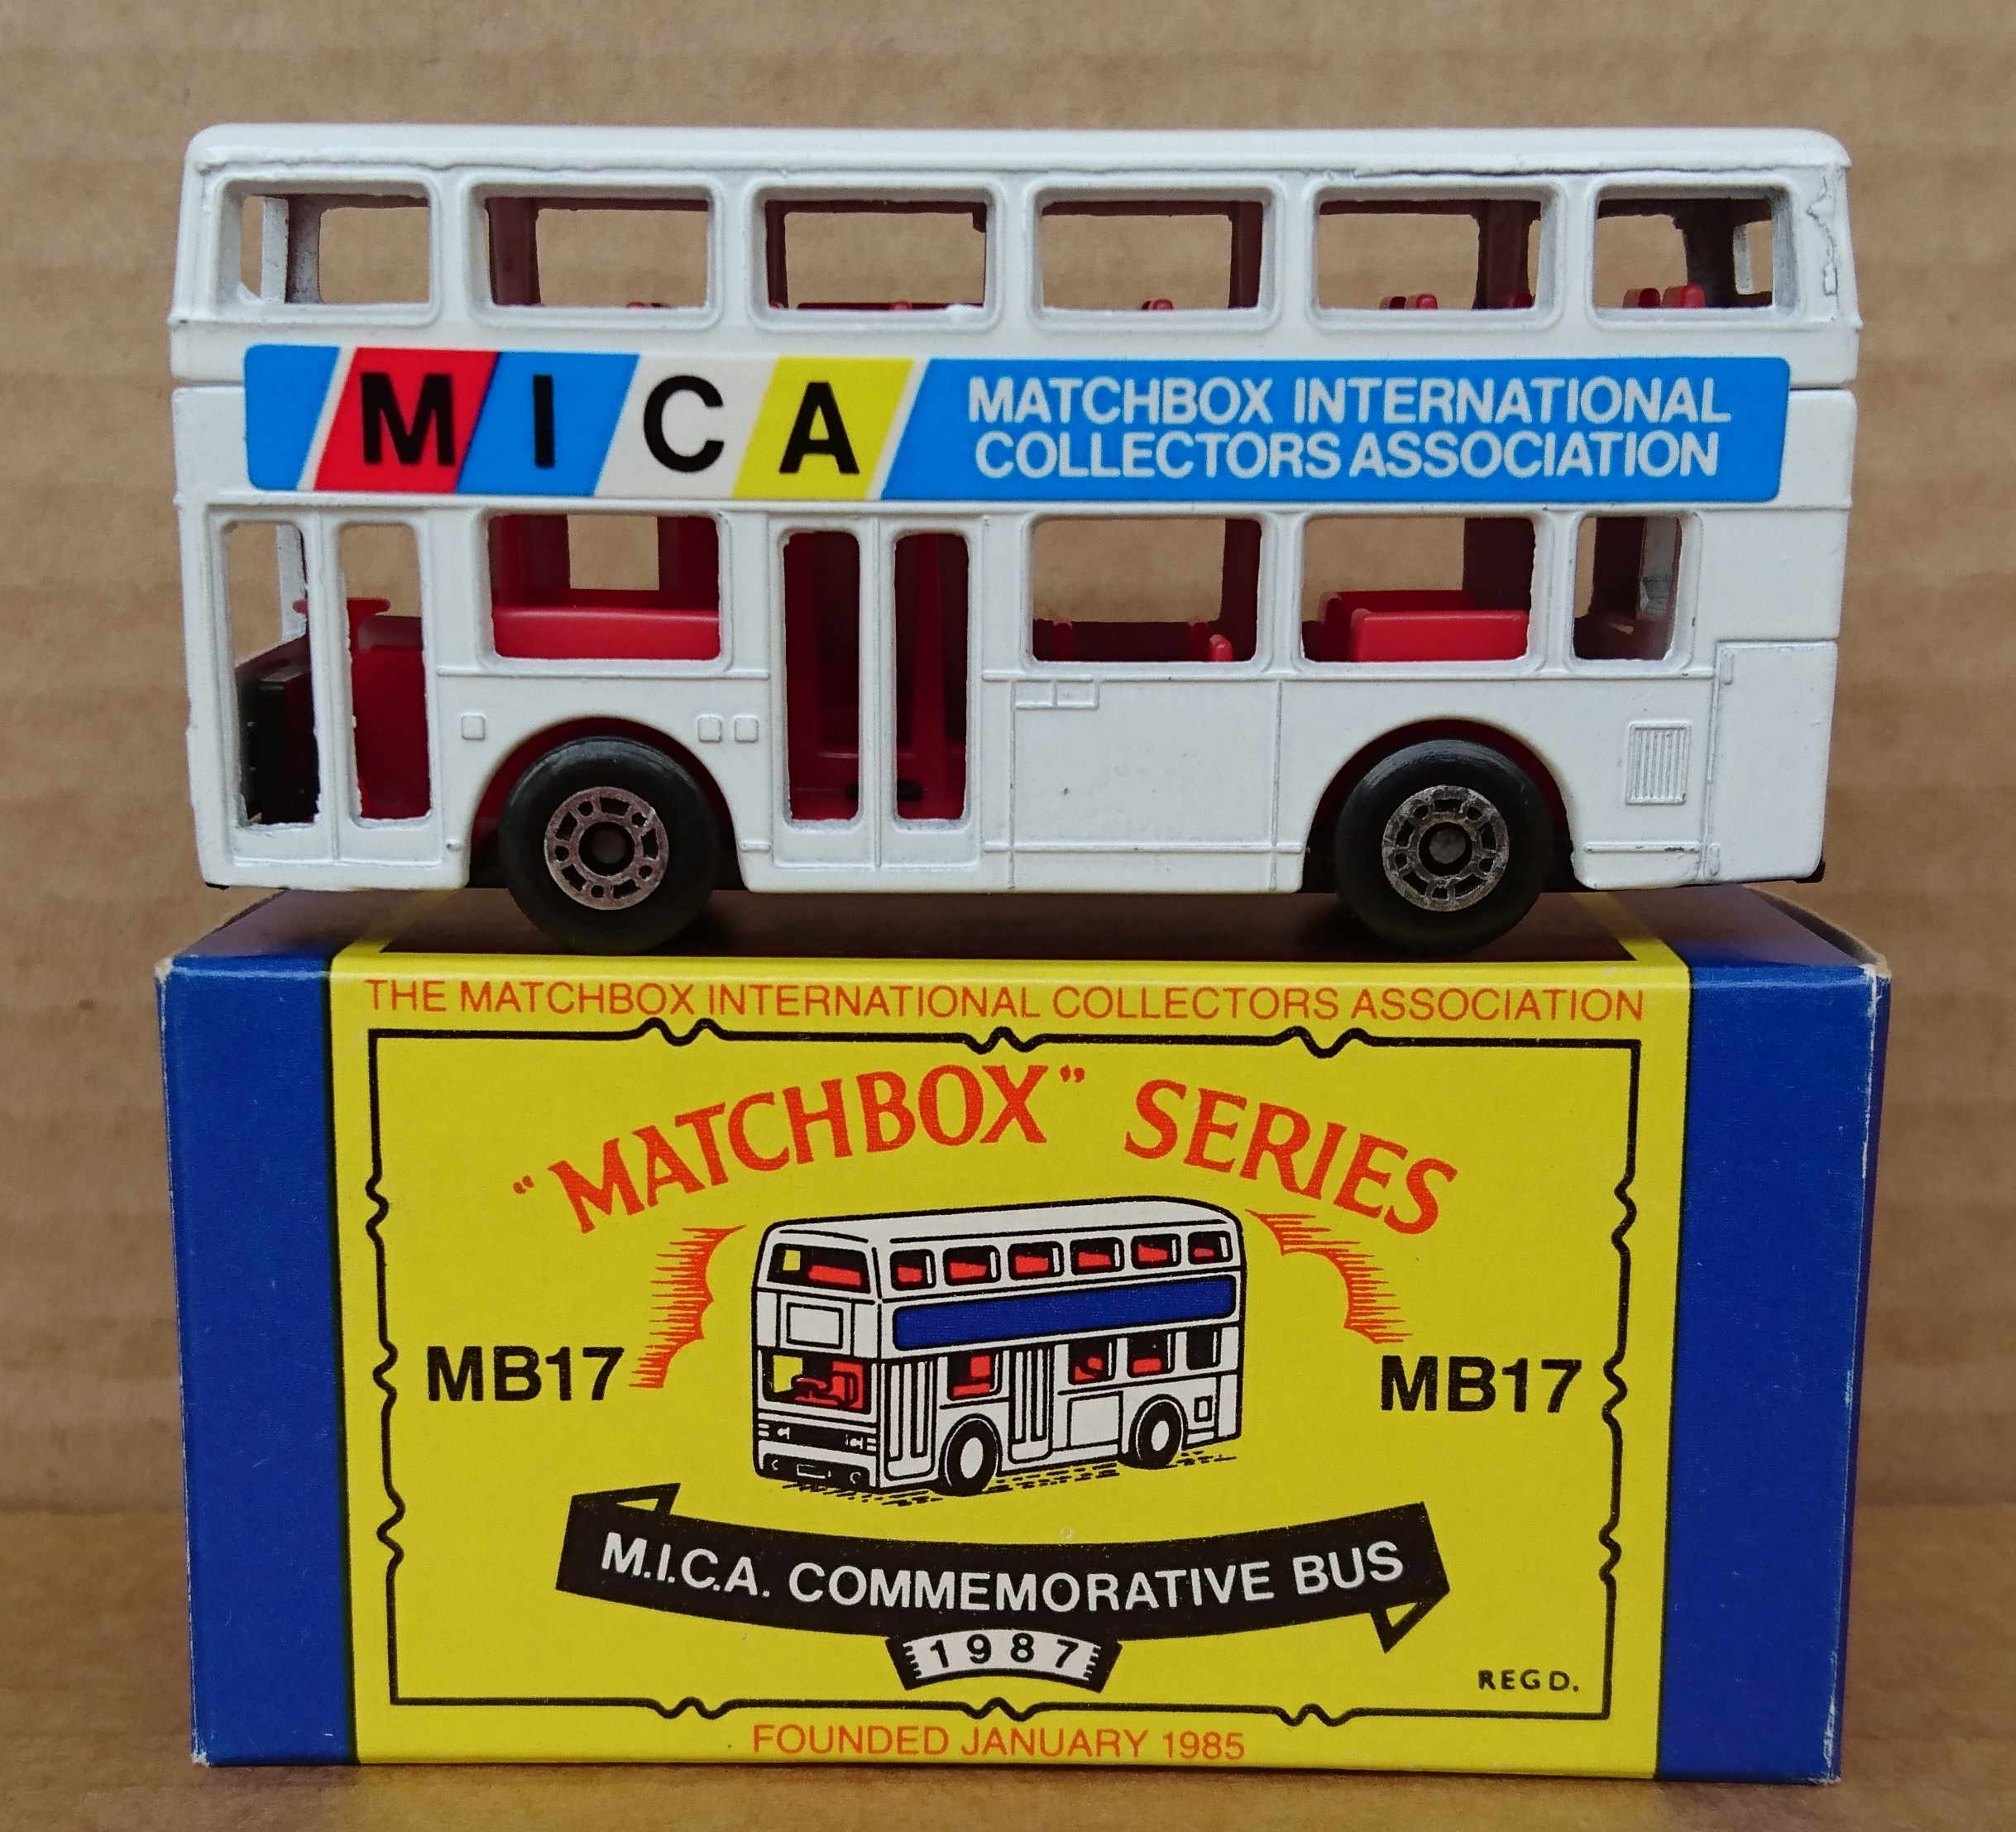 MICA
MATCHBOX INTERNATIONAL
COLLECTORS ASSOCIATION
THE MATCHBOX INTERNATIONAL COLLECTORS ASSOCIATION
"MATCHBOX" SERIES
MB17
MB17
M.I.C.A. COMMEMORATIVE BUS
1987
REGD.
FOUNDED JANUARY 1985